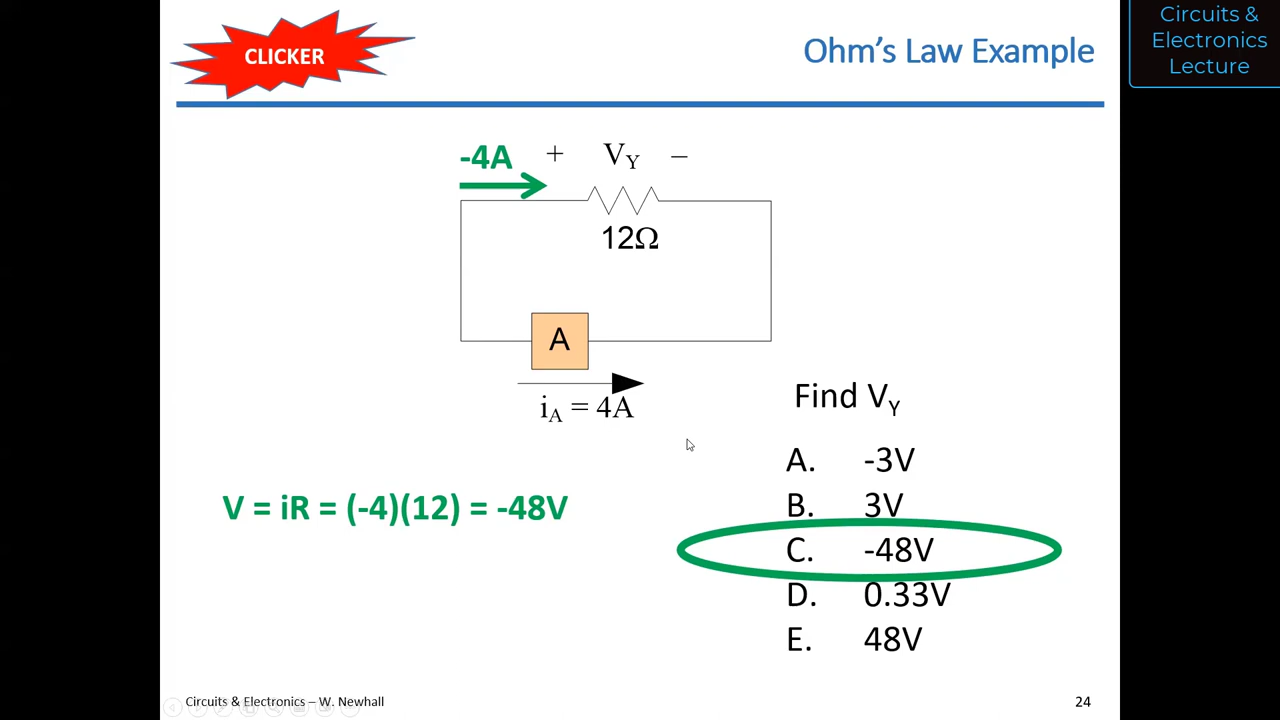 CLICKER
Ohm's Law Example
Circuits &
Electronics
Lecture
-4A + VY −
12Ω
A
iA = 4A
Find VY
A. -3V
B. 3V
C. -48V
D. 0.33V
E. 48V
V = iR = (-4)(12) = -48V
Circuits & Electronics – W. Newhall
24